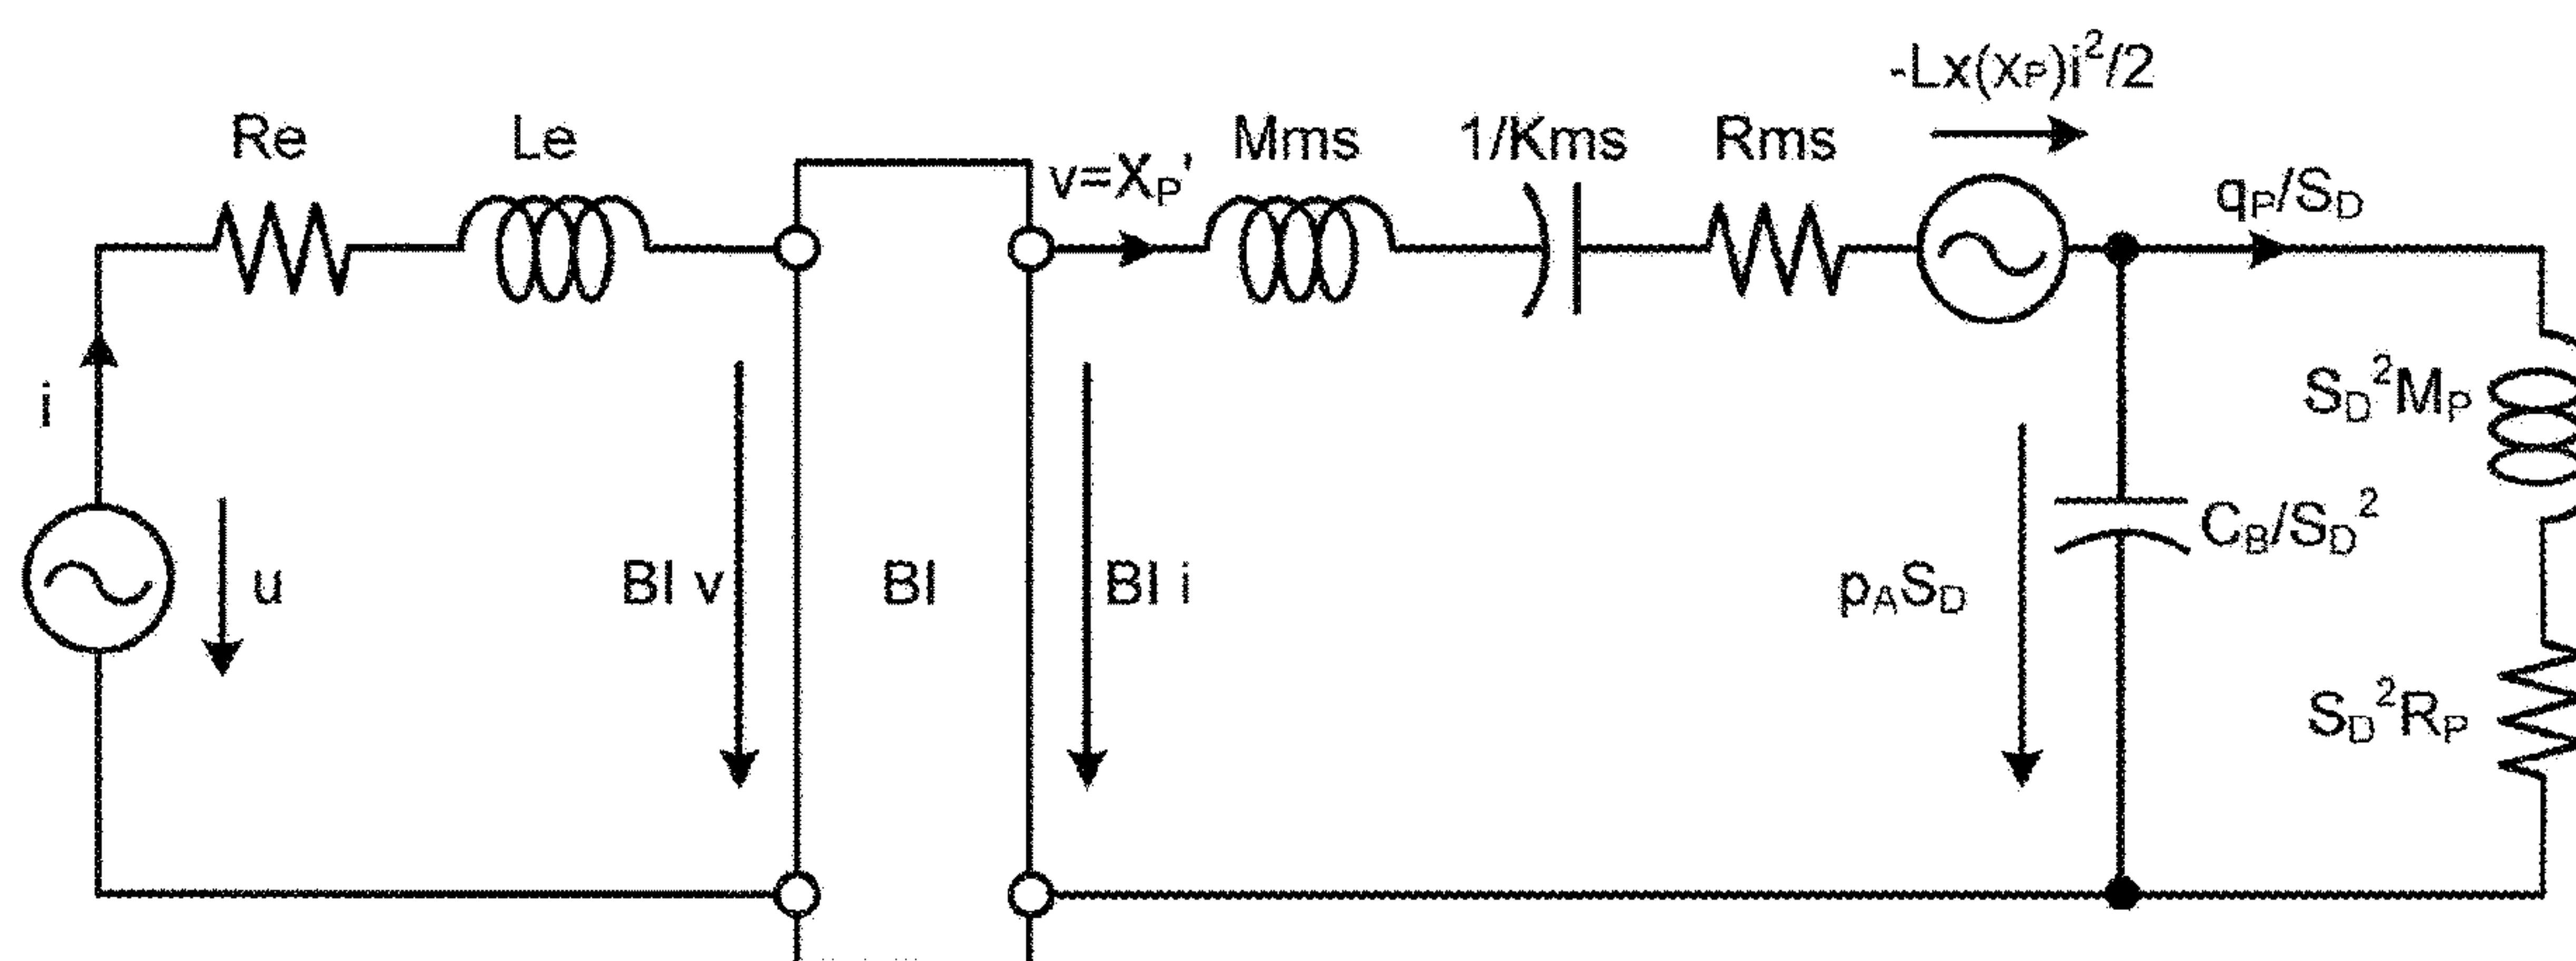 -Lx(xP)i²/2
Re
Le
v=XP'
Mms
1/Kms
Rms
qP/SD
i
u
Bl v
Bl
Bl i
pASD
CB/SD²
SD²MP
SD²RP